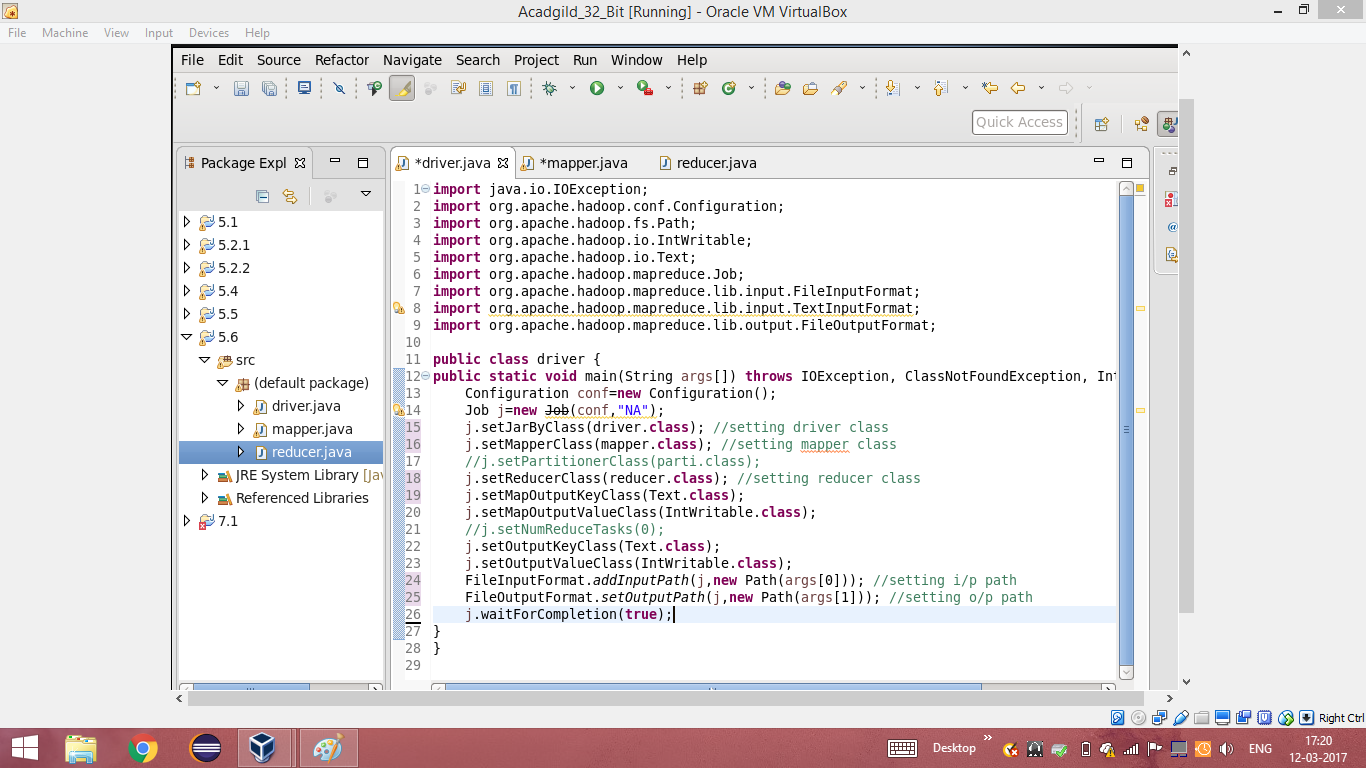 Acadgild_32_Bit [Running] - Oracle VM VirtualBox
File Machine View Input Devices Help
File Edit Source Refactor Navigate Search Project Run Window Help
Quick Access
Package Expl
*driver.java
*mapper.java
reducer.java
5.1
5.2.1
5.2.2
5.4
5.5
5.6
src
(default package)
driver.java
mapper.java
reducer.java
JRE System Library [Jav
Referenced Libraries
7.1
1 import java.io.IOException;
2 import org.apache.hadoop.conf.Configuration;
3 import org.apache.hadoop.fs.Path;
4 import org.apache.hadoop.io.IntWritable;
5 import org.apache.hadoop.io.Text;
6 import org.apache.hadoop.mapreduce.Job;
7 import org.apache.hadoop.mapreduce.lib.input.FileInputFormat;
8 import org.apache.hadoop.mapreduce.lib.input.TextInputFormat;
9 import org.apache.hadoop.mapreduce.lib.output.FileOutputFormat;
10
11 public class driver {
12 public static void main(String args[]) throws IOException, ClassNotFoundException, Int
13 Configuration conf=new Configuration();
14 Job j=new Job(conf,"NA");
15 j.setJarByClass(driver.class); //setting driver class
16 j.setMapperClass(mapper.class); //setting mapper class
17 //j.setPartitionerClass(parti.class);
18 j.setReducerClass(reducer.class); //setting reducer class
19 j.setMapOutputKeyClass(Text.class);
20 j.setMapOutputValueClass(IntWritable.class);
21 //j.setNumReduceTasks(0);
22 j.setOutputKeyClass(Text.class);
23 j.setOutputValueClass(IntWritable.class);
24 FileInputFormat.addInputPath(j,new Path(args[0])); //setting i/p path
25 FileOutputFormat.setOutputPath(j,new Path(args[1])); //setting o/p path
26 j.waitForCompletion(true);
27 }
28 }
29
Right Ctrl
Desktop
ENG
17:20
12-03-2017